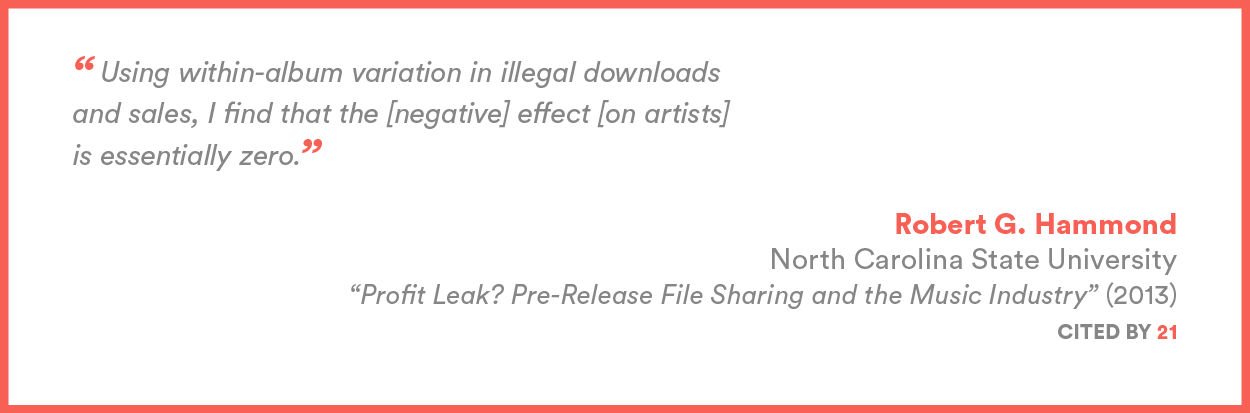 “ Using within-album variation in illegal downloads
and sales, I find that the [negative] effect [on artists]
is essentially zero.”
Robert G. Hammond
North Carolina State University
“Profit Leak? Pre-Release File Sharing and the Music Industry” (2013)
CITED BY 21